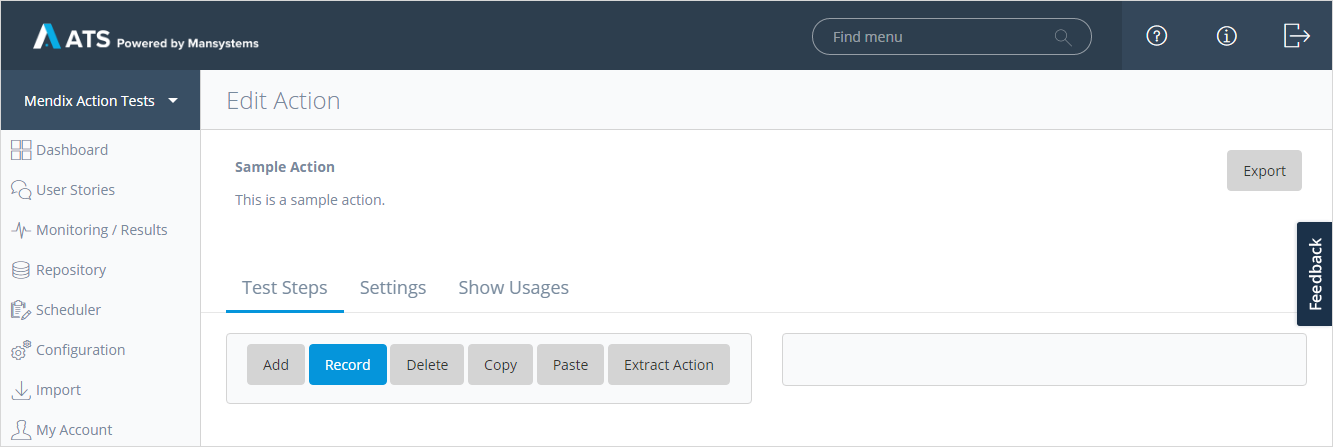 ATS Powered by Mansystems
Find menu
Mendix Action Tests
Edit Action
Dashboard
User Stories
Monitoring / Results
Repository
Scheduler
Configuration
Import
My Account
Sample Action
Export
This is a sample action.
Feedback
Test Steps Settings Show Usages
Add Record Delete Copy Paste Extract Action